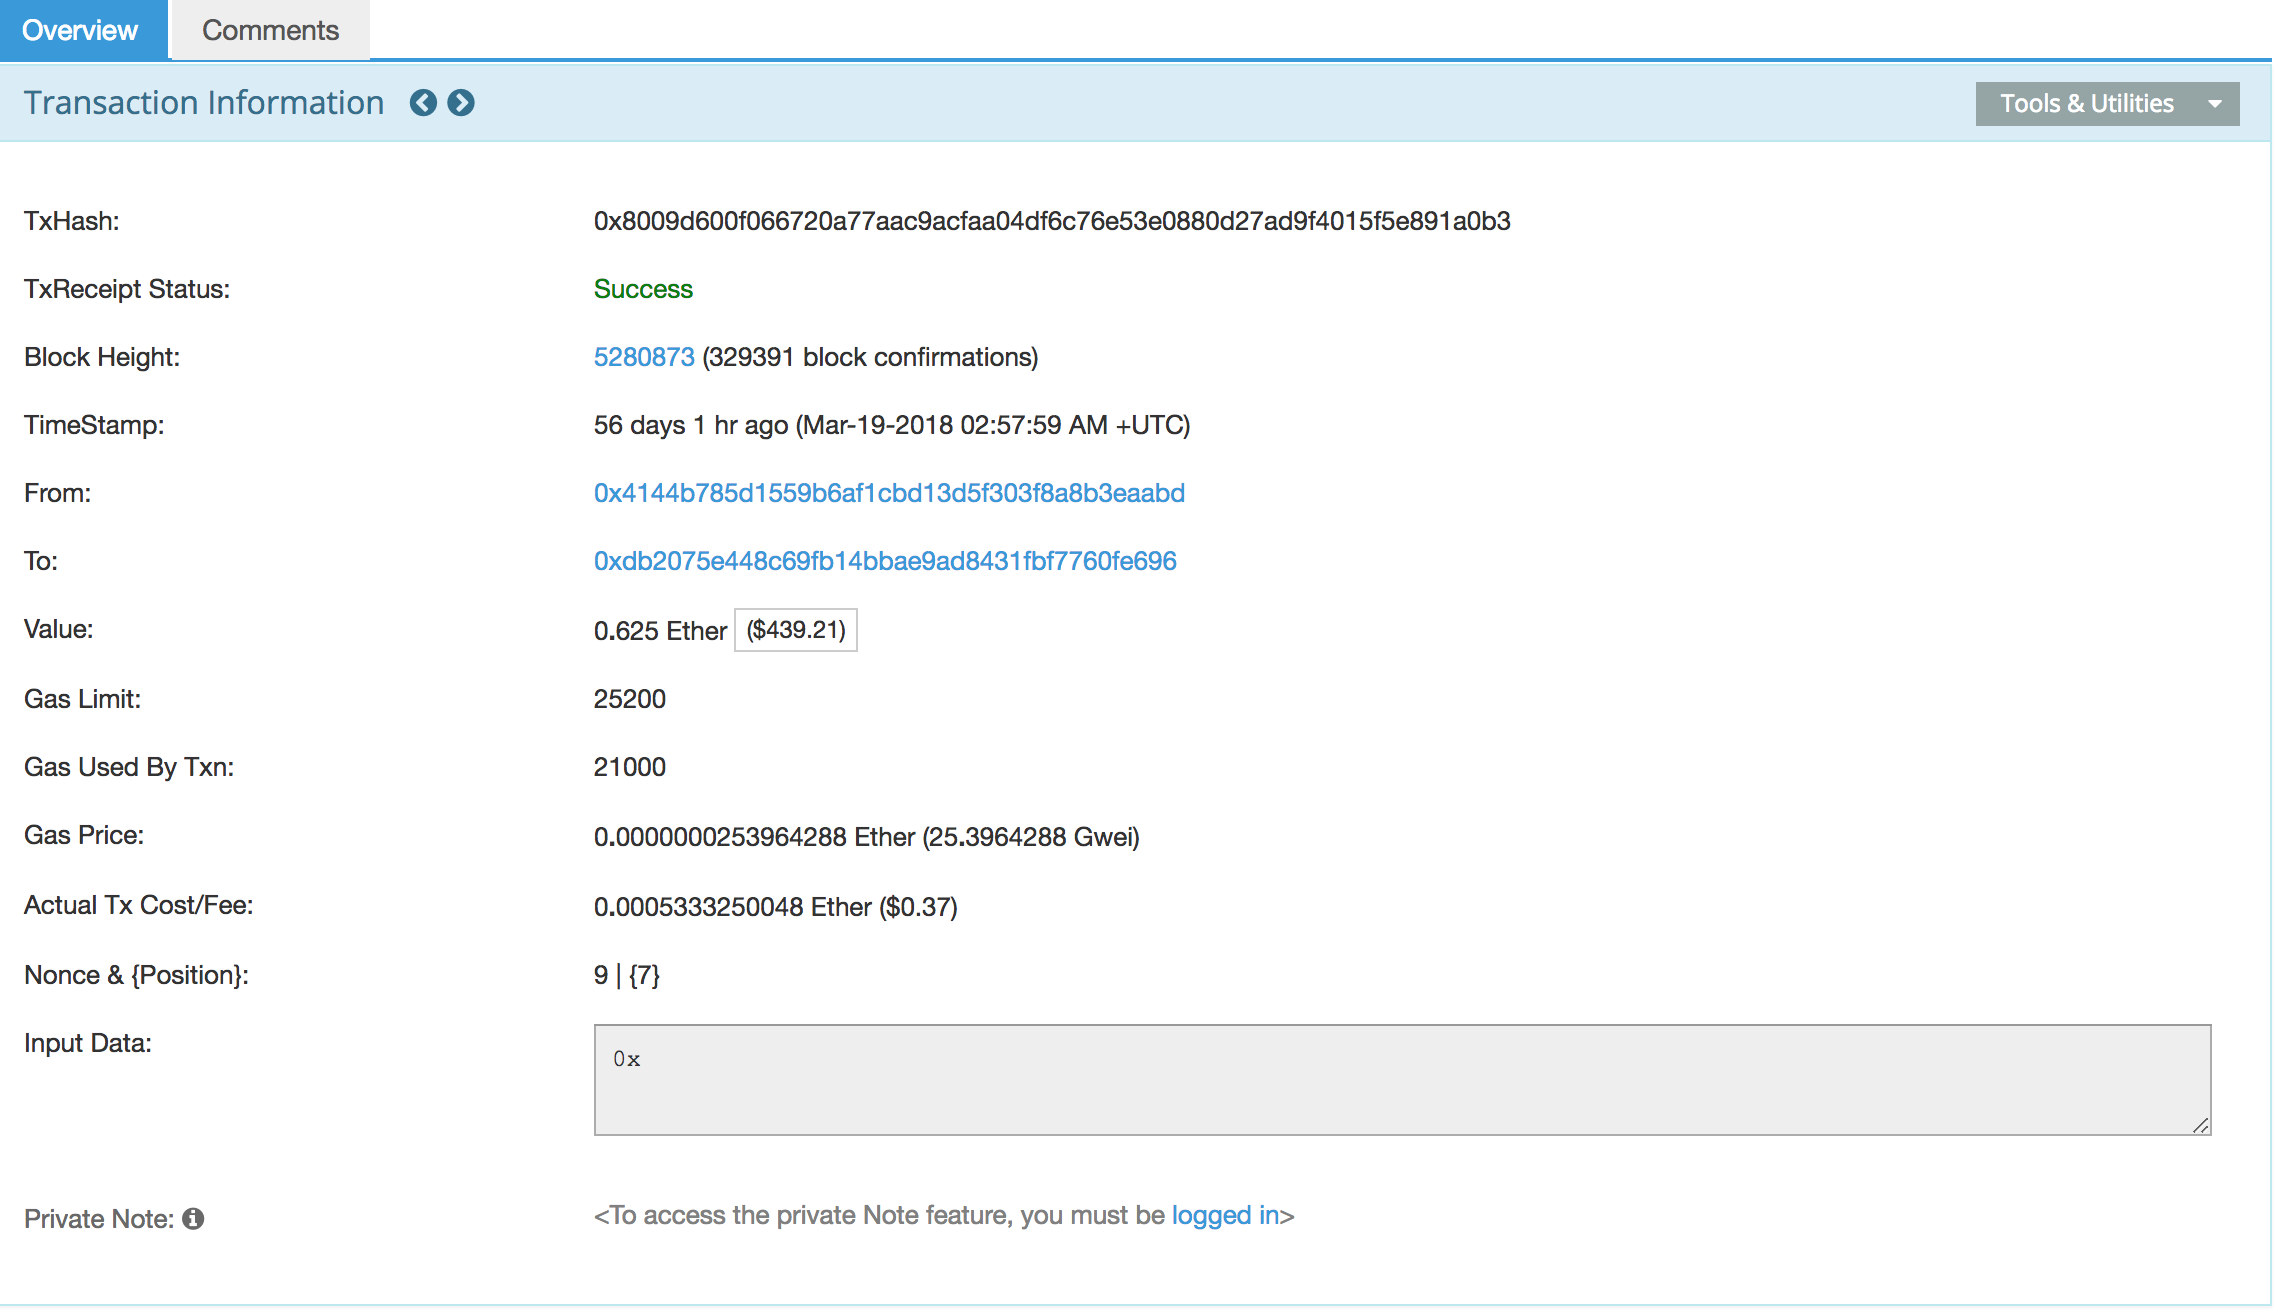 Overview Comments
Transaction Information Tools & Utilities
TxHash: 0x8009d600f066720a77aac9acfaa04df6c76e53e0880d27ad9f4015f5e891a0b3
TxReceipt Status: Success
Block Height: 5280873 (329391 block confirmations)
TimeStamp: 56 days 1 hr ago (Mar-19-2018 02:57:59 AM +UTC)
From: 0x4144b785d1559b6af1cbd13d5f303f8a8b3eaabd
To: 0xdb2075e448c69fb14bbae9ad8431fbf7760fe696
Value: 0.625 Ether ($439.21)
Gas Limit: 25200
Gas Used By Txn: 21000
Gas Price: 0.0000000253964288 Ether (25.3964288 Gwei)
Actual Tx Cost/Fee: 0.0005333250048 Ether ($0.37)
Nonce & {Position}: 9 | {7}
Input Data: 0x
Private Note: <To access the private Note feature, you must be logged in>